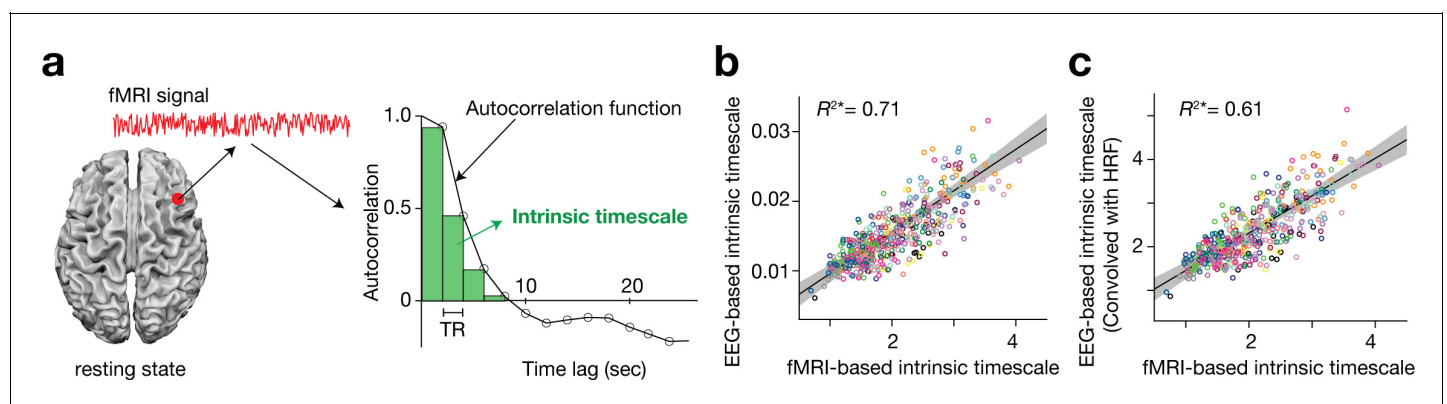 a
fMRI signal
resting state
1.0
0.5
0
Autocorrelation
Autocorrelation function
Intrinsic timescale
10
20
TR
Time lag (sec)
b
R²*= 0.71
EEG-based intrinsic timescale
0.03
0.02
0.01
2
4
fMRI-based intrinsic timescale
c
R²*= 0.61
EEG-based intrinsic timescale
(Convolved with HRF)
4
2
2
4
fMRI-based intrinsic timescale